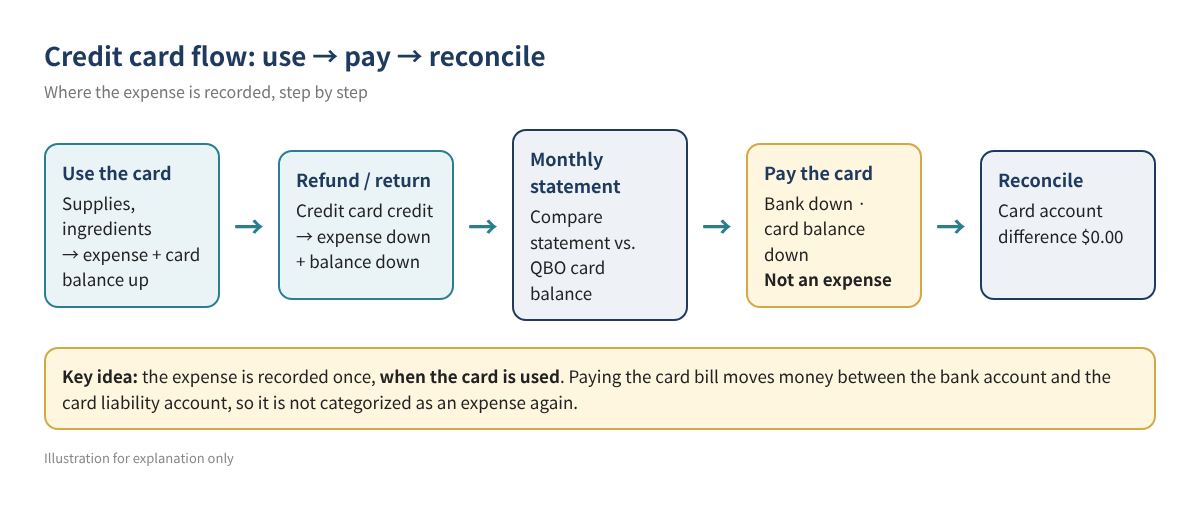 Credit card flow: use → pay → reconcile
Where the expense is recorded, step by step
Use the card
Supplies,
ingredients
→ expense + card
balance up
→
Refund / return
Credit card credit
→ expense down
+ balance down
→
Monthly
statement
Compare
statement vs.
QBO card
balance
→
Pay the card
Bank down ·
card balance
down
Not an expense
→
Reconcile
Card account
difference $0.00
Key idea: the expense is recorded once, when the card is used. Paying the card bill moves money between the bank account and the
card liability account, so it is not categorized as an expense again.
Illustration for explanation only